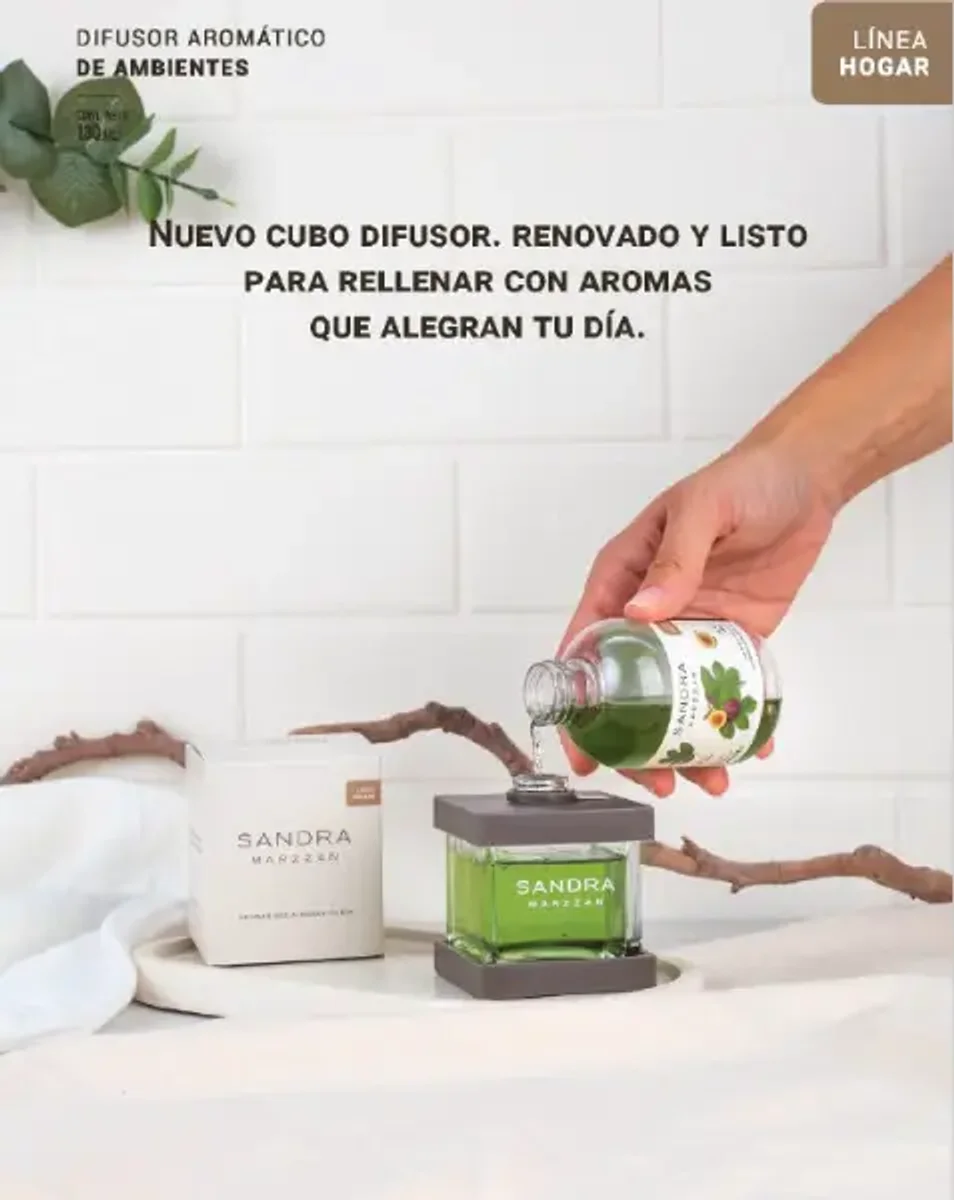 DIFUSOR AROMÁTICO
DE AMBIENTES
LÍNEA
HOGAR
NUEVO CUBO DIFUSOR. RENOVADO Y LISTO
PARA RELLENAR CON AROMAS
QUE ALEGRAN TU DÍA.
SANDRA
MARZZAN
SANDRA
MARZZAN
SANDRA
MARZZAN